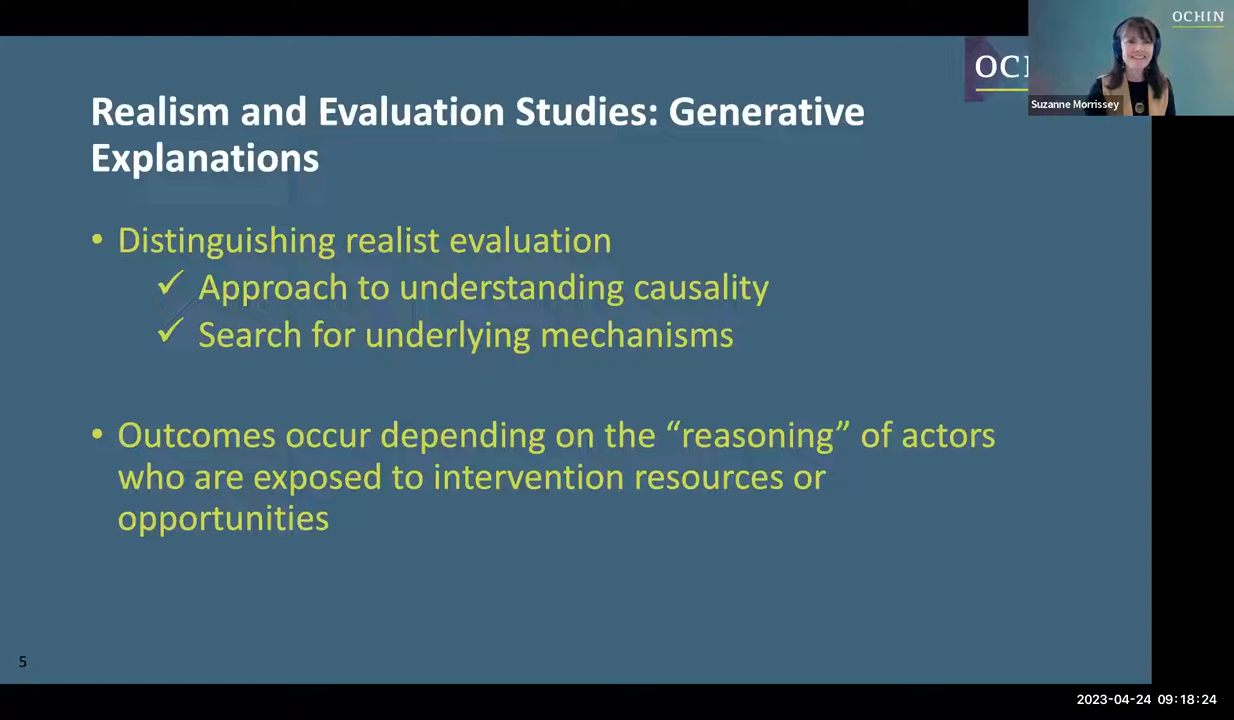 OCHIN
OC
Suzanne Morrissey
Realism and Evaluation Studies: Generative
Explanations
• Distinguishing realist evaluation
✓ Approach to understanding causality
✓ Search for underlying mechanisms
• Outcomes occur depending on the “reasoning” of actors
who are exposed to intervention resources or
opportunities
5
2023-04-24 09:18:24